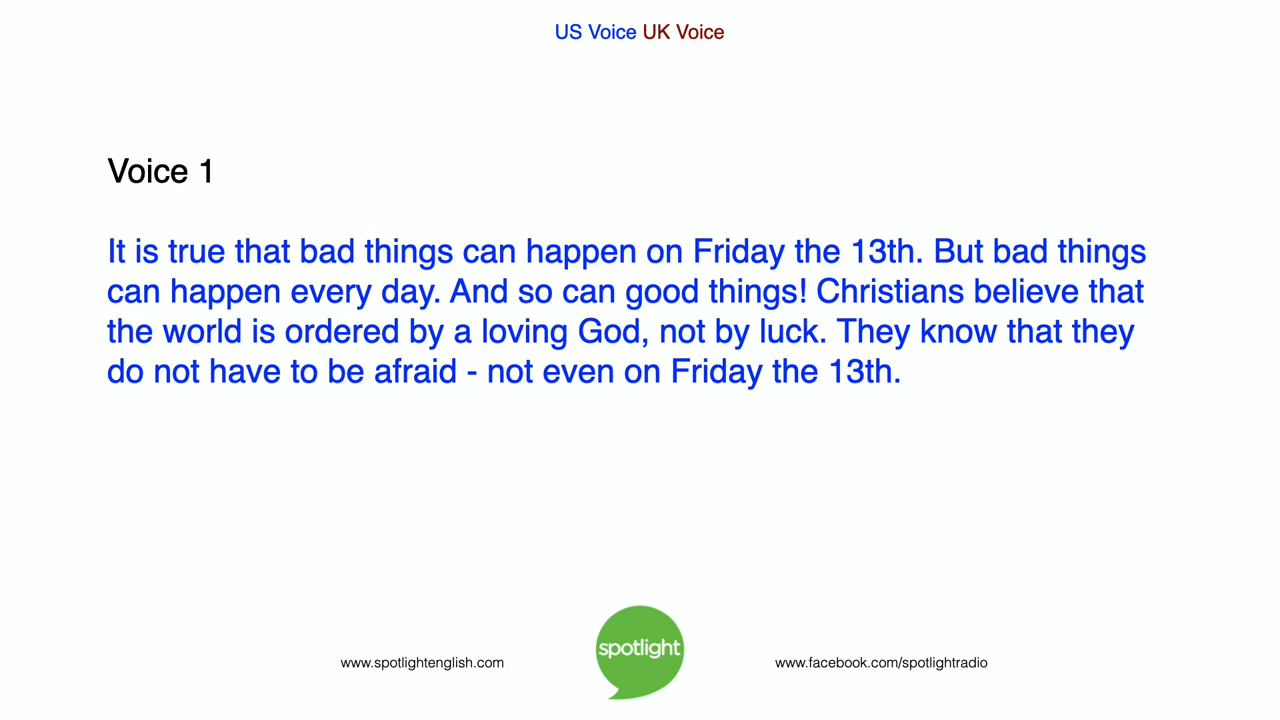 US Voice UK Voice
Voice 1
It is true that bad things can happen on Friday the 13th. But bad things
can happen every day. And so can good things! Christians believe that
the world is ordered by a loving God, not by luck. They know that they
do not have to be afraid - not even on Friday the 13th.
spotlight
www.spotlightenglish.com
www.facebook.com/spotlightradio